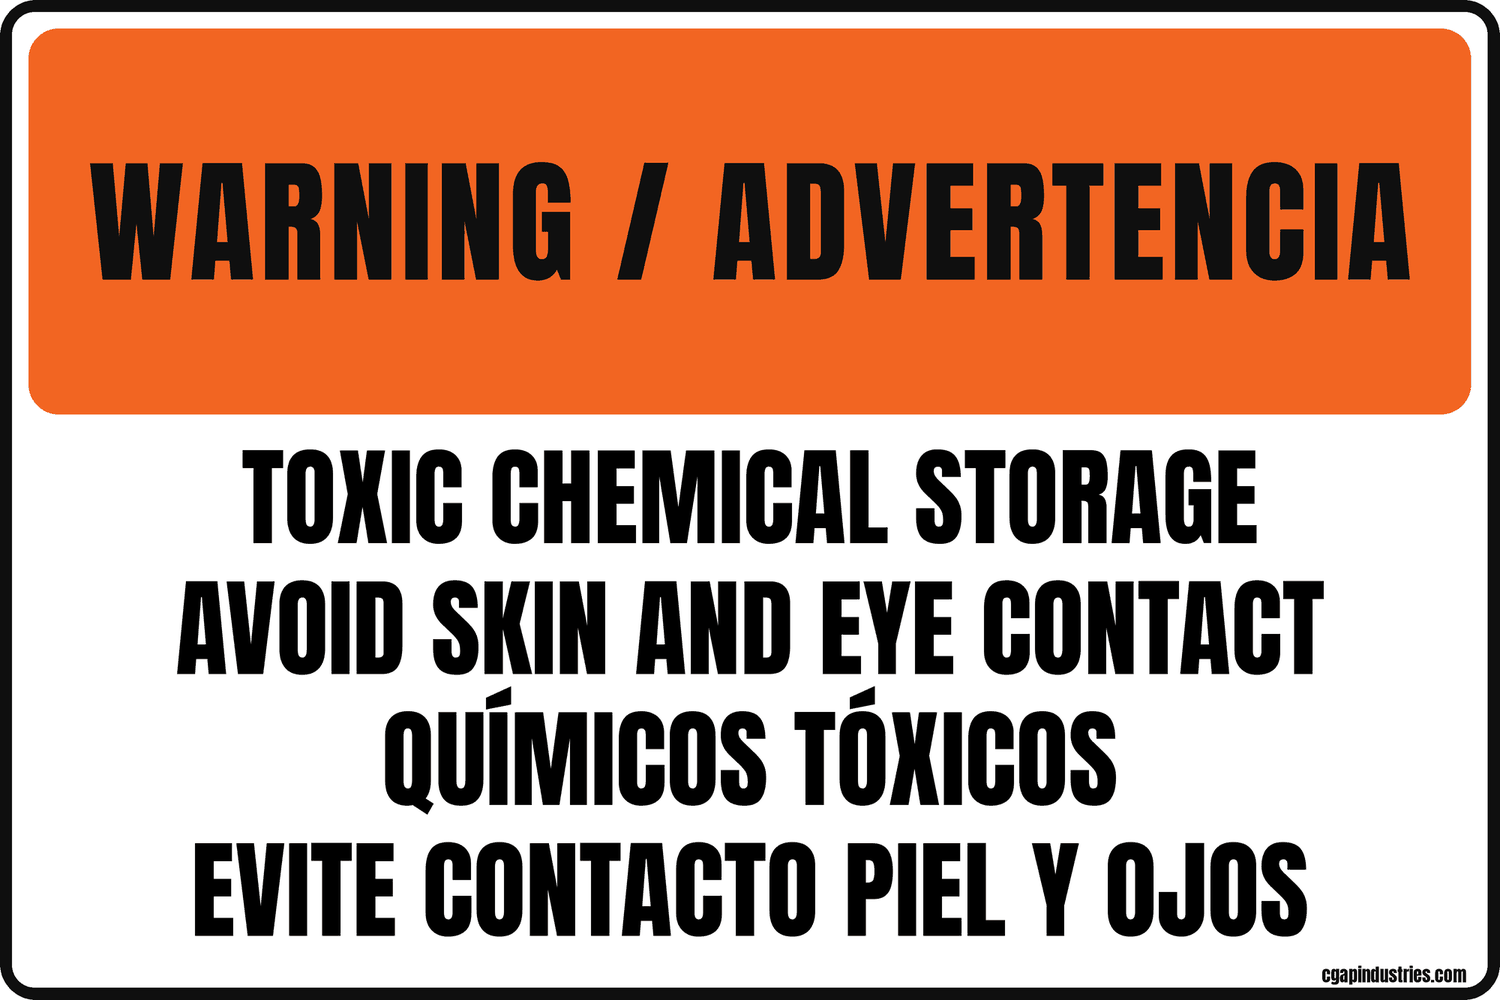 WARNING / ADVERTENCIA
TOXIC CHEMICAL STORAGE
AVOID SKIN AND EYE CONTACT
QUÍMICOS TÓXICOS
EVITE CONTACTO PIEL Y OJOS
cgapindustries.com